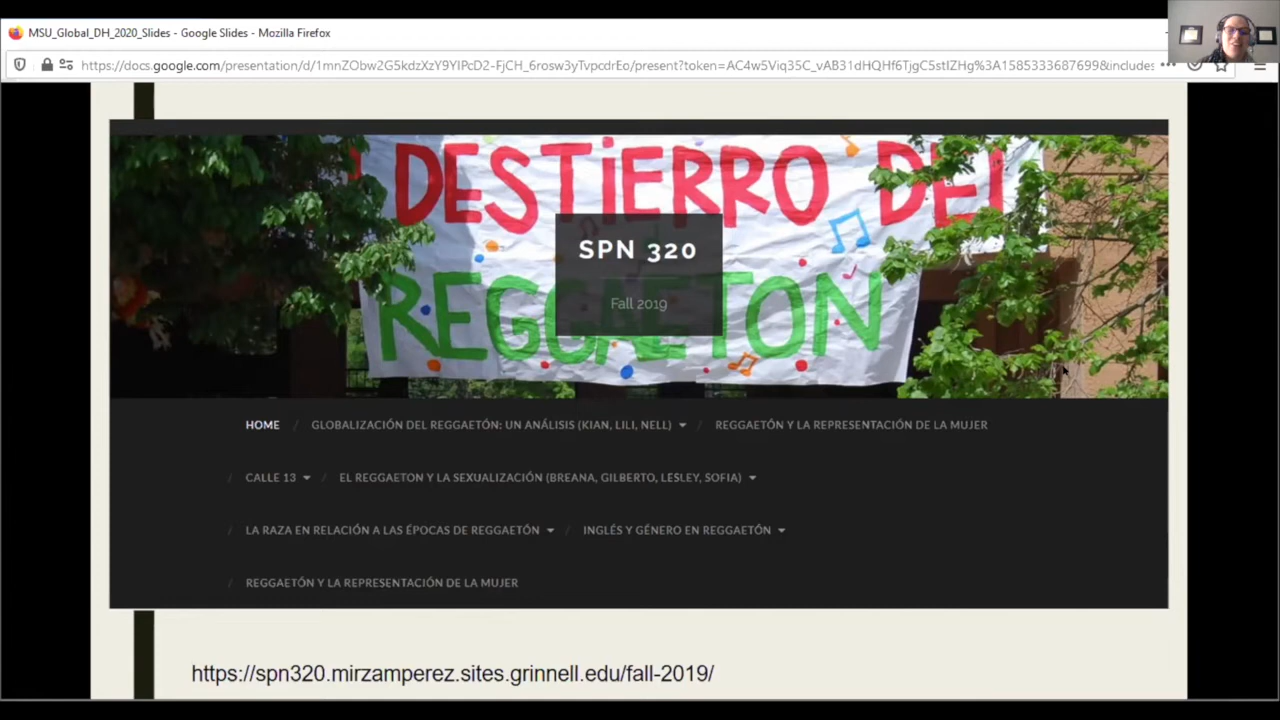 MSU_Global_DH_2020_Slides - Google Slides - Mozilla Firefox
https://docs.google.com/presentation/d/1mnZObw2G5kdzXzY9YIPcD2-FjCH_6rosw3yTvpcdrEo/present?token=AC4w5Viq35C_vAB31dHQHf6TjgC5stIZHg%3A1585333687699&includes
DESTiERRO DEl
REGGAETON
SPN 320
Fall 2019
HOME / GLOBALIZACIÓN DEL REGGAETÓN: UN ANÁLISIS (KIAN, LILI, NELL) / REGGAETÓN Y LA REPRESENTACIÓN DE LA MUJER
/ CALLE 13 / EL REGGAETON Y LA SEXUALIZACIÓN (BREANA, GILBERTO, LESLEY, SOFIA)
/ LA RAZA EN RELACIÓN A LAS ÉPOCAS DE REGGAETÓN / INGLÉS Y GÉNERO EN REGGAETÓN
/ REGGAETÓN Y LA REPRESENTACIÓN DE LA MUJER
https://spn320.mirzamperez.sites.grinnell.edu/fall-2019/